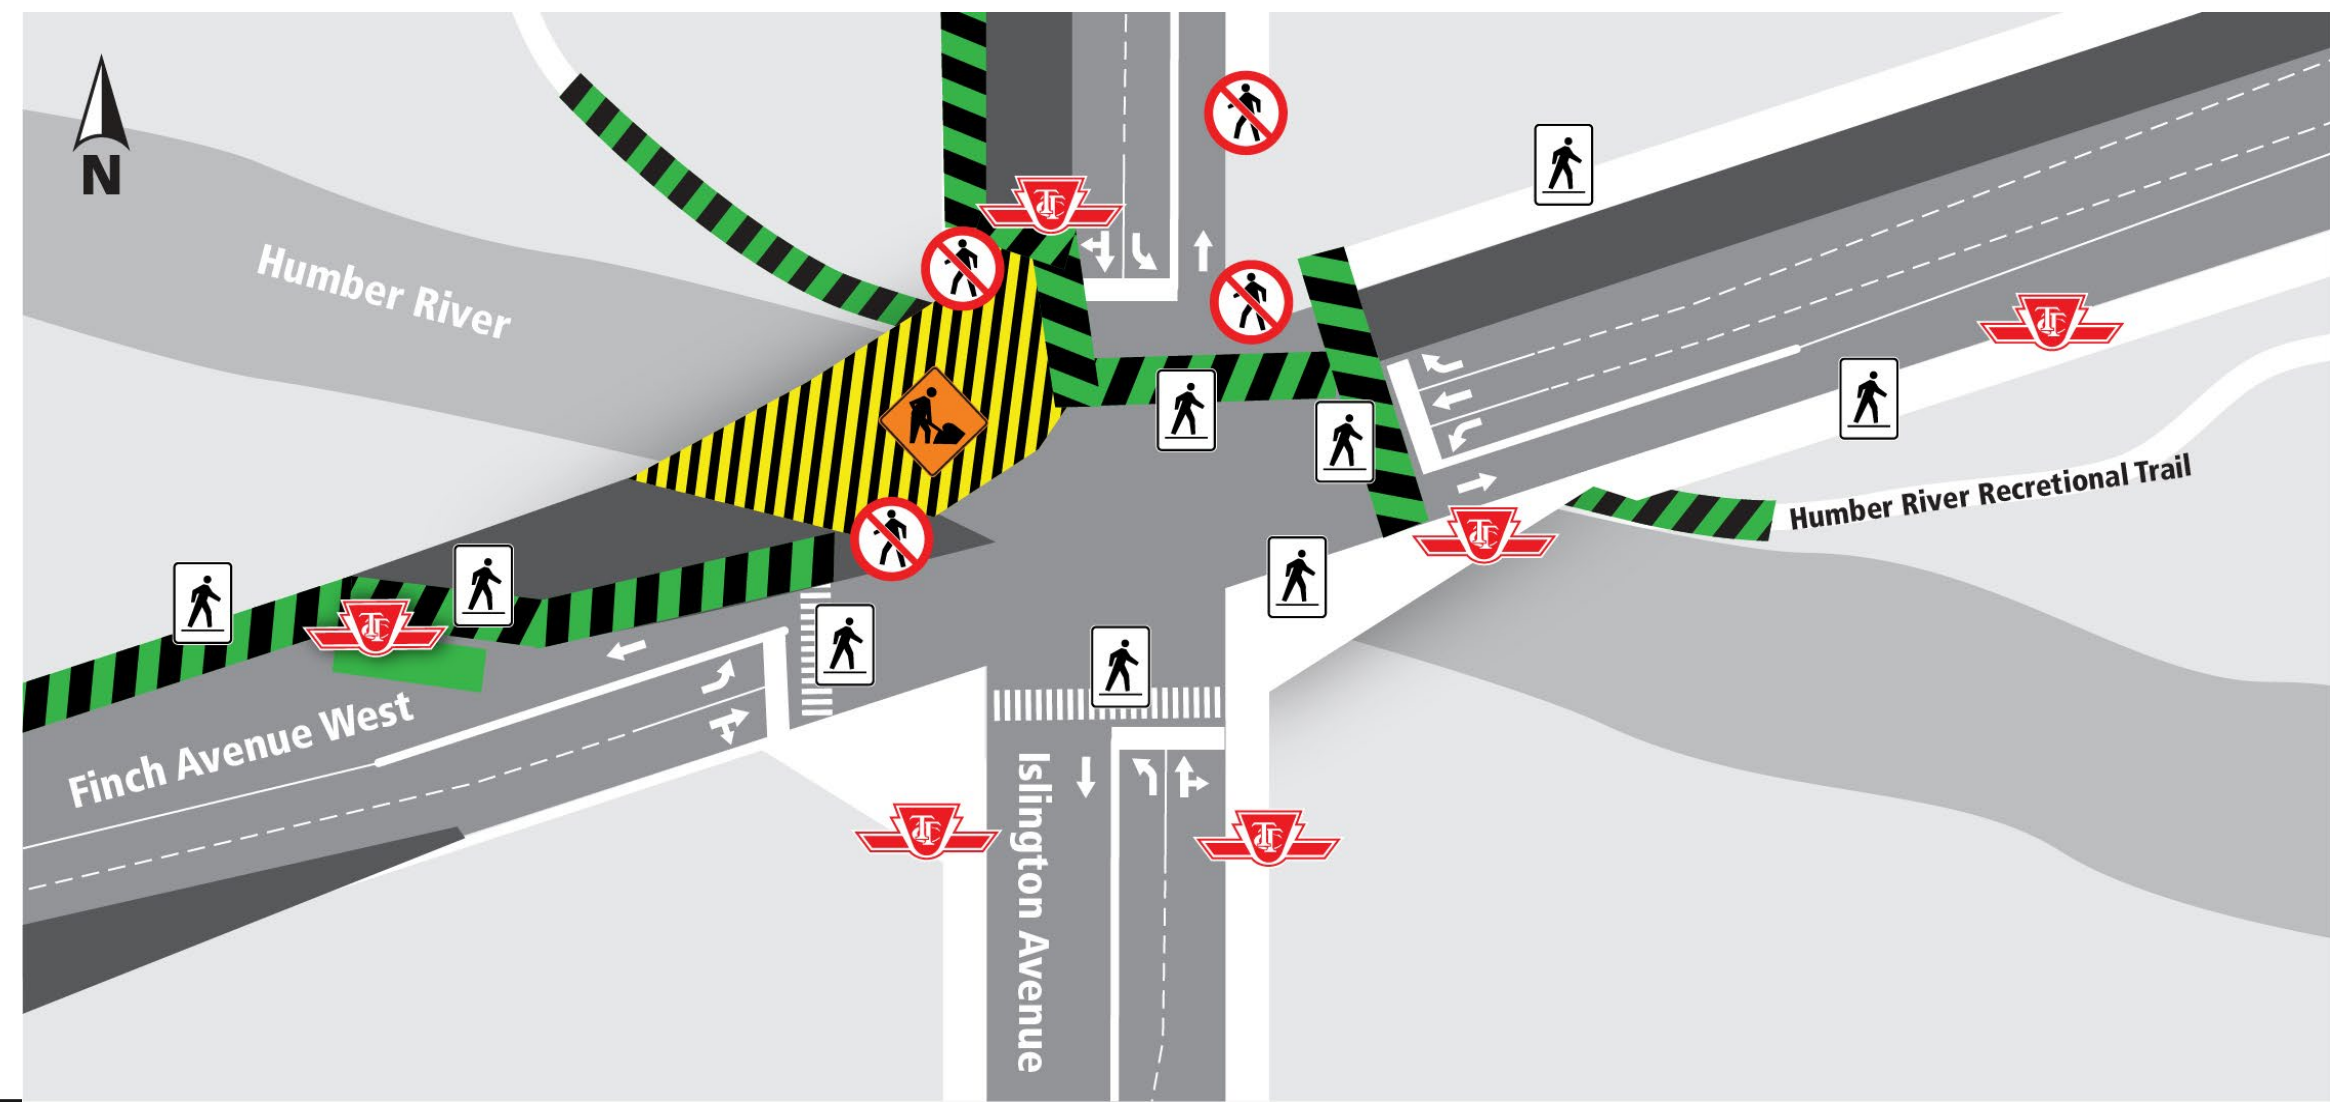 N
Humber River
Humber River Recretional Trail
Finch Avenue West
Islington Avenue